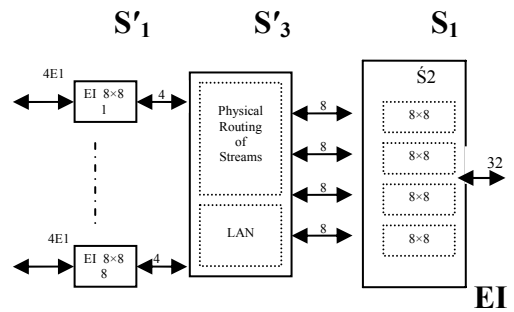 S′1 S′3 S1
4E1 EI 8×8 1 4
Physical
Routing
of
Streams
LAN
8
8
8
8
Ś2
8×8
8×8
8×8
8×8
32
4E1 EI 8×8 8 4
EI